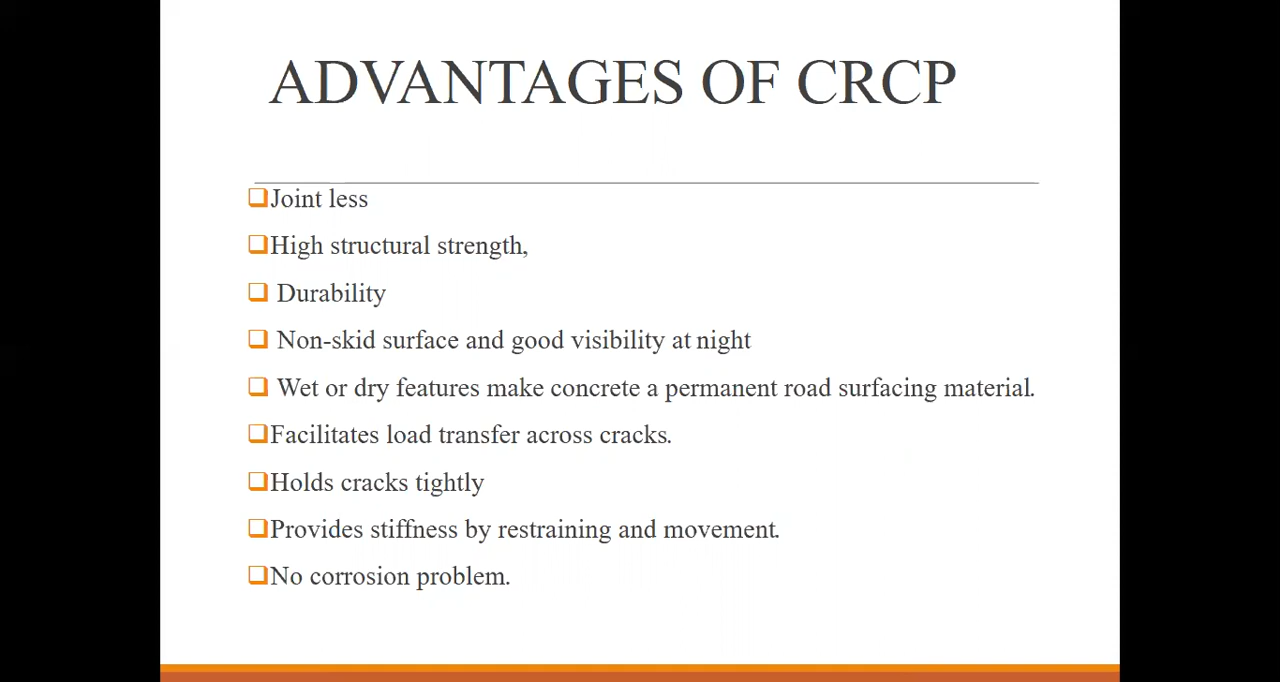 ADVANTAGES OF CRCP
Joint less
High structural strength,
Durability
Non-skid surface and good visibility at night
Wet or dry features make concrete a permanent road surfacing material.
Facilitates load transfer across cracks.
Holds cracks tightly
Provides stiffness by restraining and movement.
No corrosion problem.